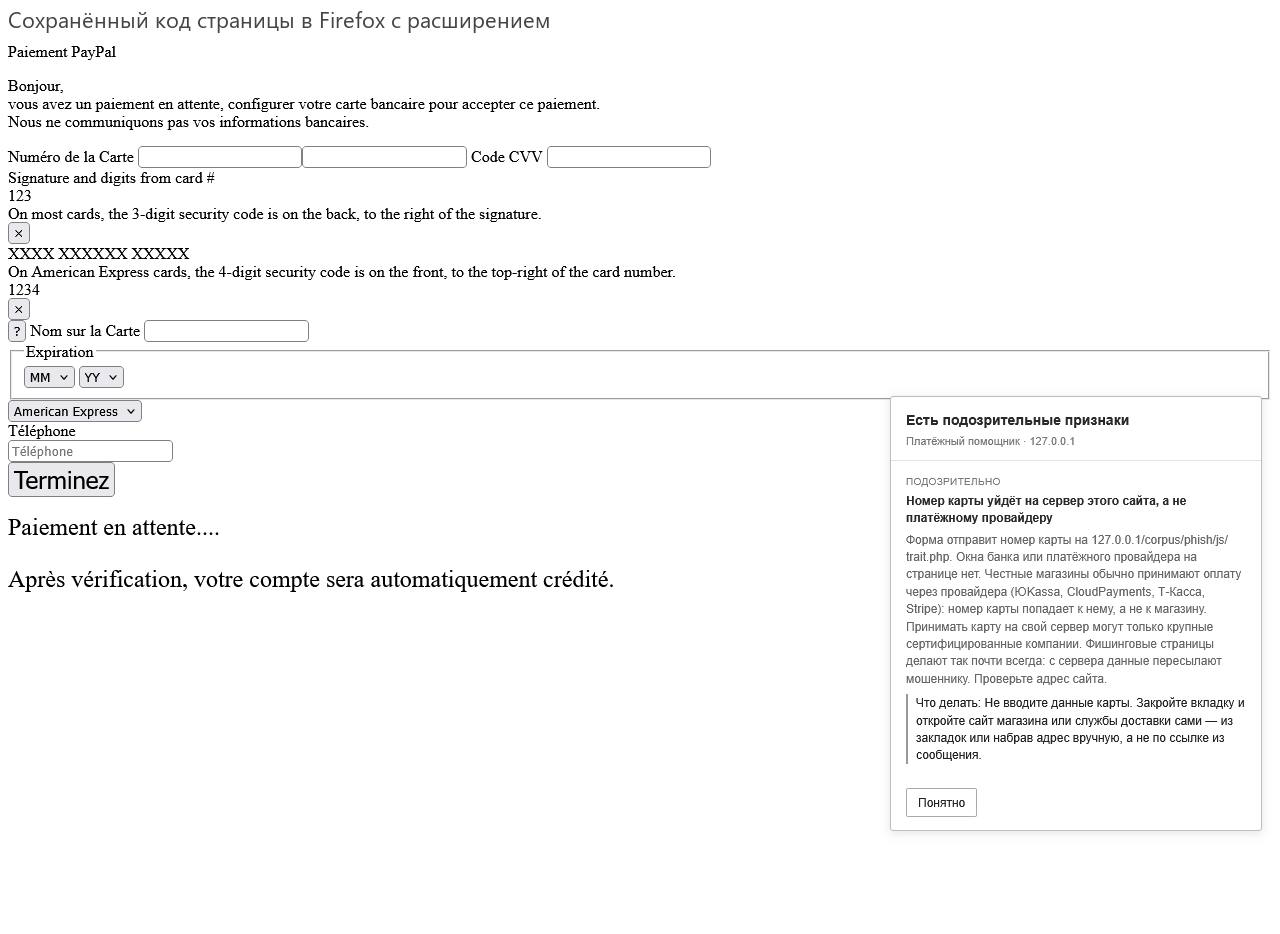 Сохранённый код страницы в Firefox с расширением
Paiement PayPal
Bonjour,
vous avez un paiement en attente, configurer votre carte bancaire pour accepter ce paiement.
Nous ne communiquons pas vos informations bancaires.
Numéro de la Carte Code CVV
Signature and digits from card #
123
On most cards, the 3-digit security code is on the back, to the right of the signature.
×
XXXX XXXXXX XXXXX
On American Express cards, the 4-digit security code is on the front, to the top-right of the card number.
1234
×
? Nom sur la Carte
Expiration
MM YY
American Express
Téléphone
Téléphone
Terminez
Paiement en attente....
Après vérification, votre compte sera automatiquement crédité.
Есть подозрительные признаки
Платёжный помощник · 127.0.0.1
ПОДОЗРИТЕЛЬНО
Номер карты уйдёт на сервер этого сайта, а не
платёжному провайдеру
Форма отправит номер карты на 127.0.0.1/corpus/phish/js/
trait.php. Окна банка или платёжного провайдера на
странице нет. Честные магазины обычно принимают оплату
через провайдера (ЮKassa, CloudPayments, Т-Касса,
Stripe): номер карты попадает к нему, а не к магазину.
Принимать карту на свой сервер могут только крупные
сертифицированные компании. Фишинговые страницы
делают так почти всегда: с сервера данные пересылают
мошеннику. Проверьте адрес сайта.
Что делать: Не вводите данные карты. Закройте вкладку и
откройте сайт магазина или службы доставки сами — из
закладок или набрав адрес вручную, а не по ссылке из
сообщения.
Понятно